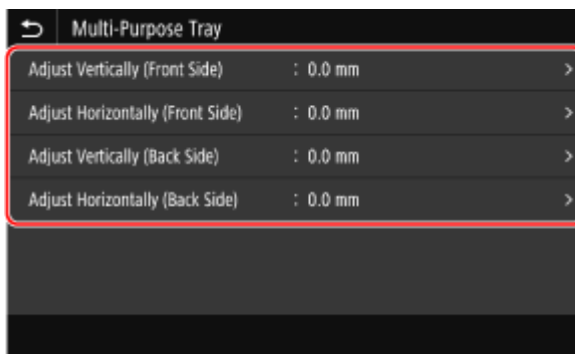 Multi-Purpose Tray
Adjust Vertically (Front Side) : 0.0 mm >
Adjust Horizontally (Front Side) : 0.0 mm >
Adjust Vertically (Back Side) : 0.0 mm >
Adjust Horizontally (Back Side) : 0.0 mm >